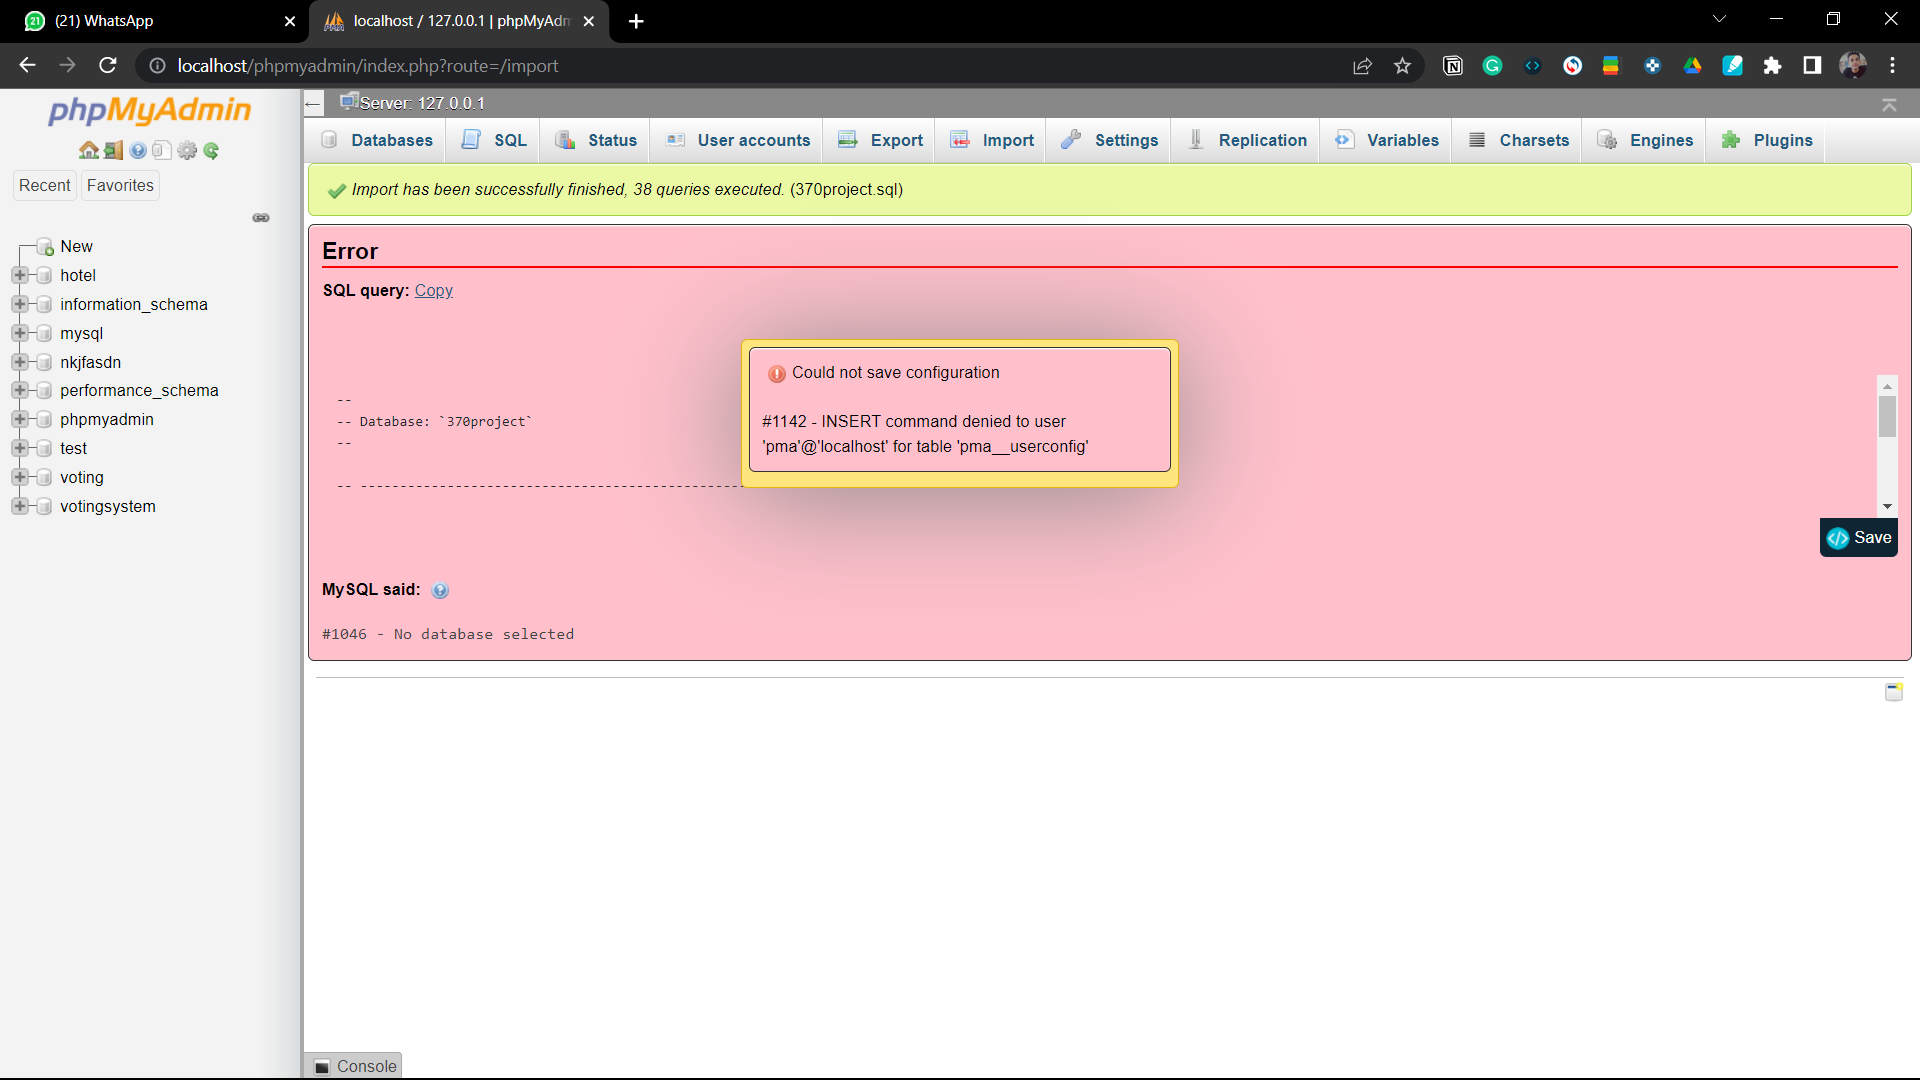 (21) WhatsApp
localhost / 127.0.0.1 | phpMyAdm
localhost/phpmyadmin/index.php?route=/import
phpMyAdmin
Recent Favorites
New
hotel
information_schema
mysql
nkjfasdn
performance_schema
phpmyadmin
test
voting
votingsystem
Server: 127.0.0.1
Databases SQL Status User accounts Export Import Settings Replication Variables Charsets Engines Plugins
Import has been successfully finished, 38 queries executed. (370project.sql)
Error
SQL query: Copy
--
-- Database: `370project`
--
-- -------------------------------------------------
Could not save configuration
#1142 - INSERT command denied to user
'pma'@'localhost' for table 'pma__userconfig'
</> Save
MySQL said:
#1046 - No database selected
Console